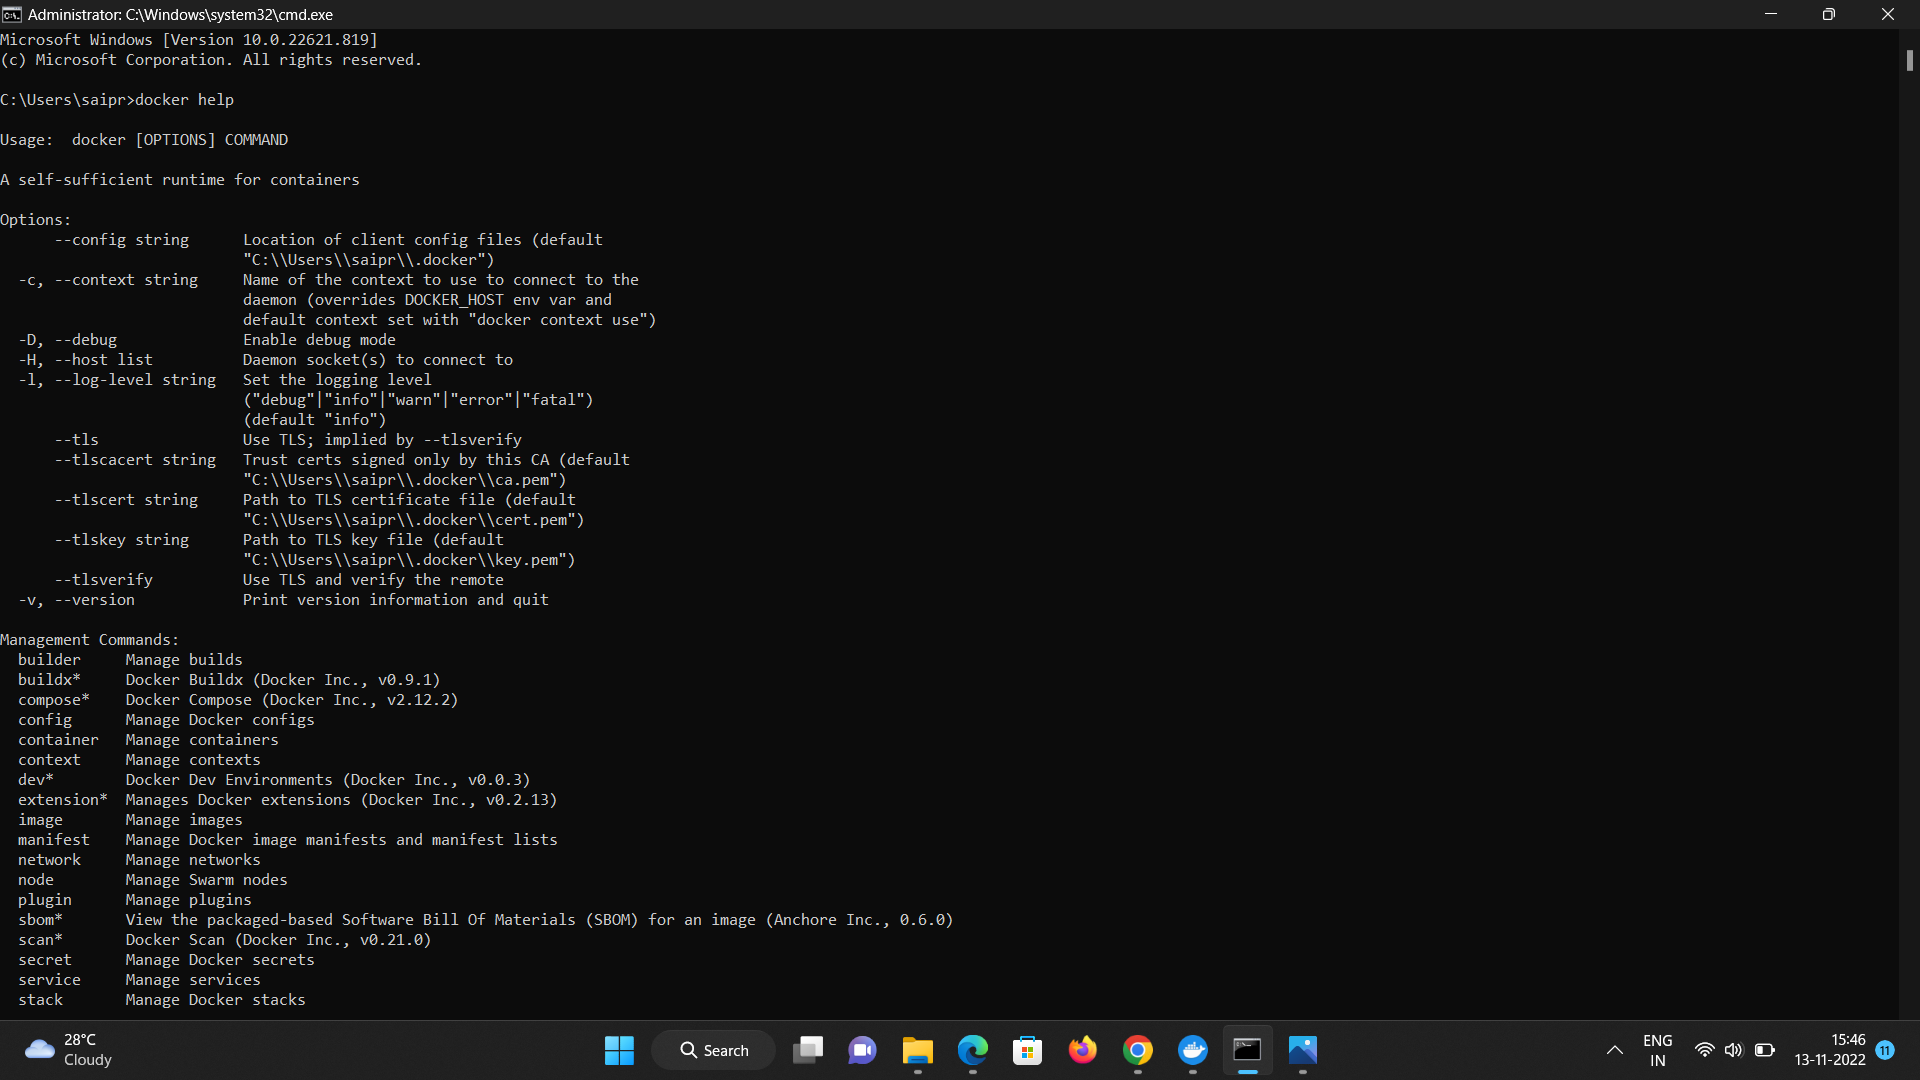 Administrator: C:\Windows\system32\cmd.exe
Microsoft Windows [Version 10.0.22621.819]
(c) Microsoft Corporation. All rights reserved.
C:\Users\saipr>docker help
Usage:  docker [OPTIONS] COMMAND
A self-sufficient runtime for containers
Options:
      --config string      Location of client config files (default
                           "C:\\Users\\saipr\\.docker")
  -c, --context string     Name of the context to use to connect to the
                           daemon (overrides DOCKER_HOST env var and
                           default context set with "docker context use")
  -D, --debug              Enable debug mode
  -H, --host list          Daemon socket(s) to connect to
  -l, --log-level string   Set the logging level
                           ("debug"|"info"|"warn"|"error"|"fatal")
                           (default "info")
      --tls                Use TLS; implied by --tlsverify
      --tlscacert string   Trust certs signed only by this CA (default
                           "C:\\Users\\saipr\\.docker\\ca.pem")
      --tlscert string     Path to TLS certificate file (default
                           "C:\\Users\\saipr\\.docker\\cert.pem")
      --tlskey string      Path to TLS key file (default
                           "C:\\Users\\saipr\\.docker\\key.pem")
      --tlsverify          Use TLS and verify the remote
  -v, --version            Print version information and quit
Management Commands:
  builder     Manage builds
  buildx*     Docker Buildx (Docker Inc., v0.9.1)
  compose*    Docker Compose (Docker Inc., v2.12.2)
  config      Manage Docker configs
  container   Manage containers
  context     Manage contexts
  dev*        Docker Dev Environments (Docker Inc., v0.0.3)
  extension*  Manages Docker extensions (Docker Inc., v0.2.13)
  image       Manage images
  manifest    Manage Docker image manifests and manifest lists
  network     Manage networks
  node        Manage Swarm nodes
  plugin      Manage plugins
  sbom*       View the packaged-based Software Bill Of Materials (SBOM) for an image (Anchore Inc., 0.6.0)
  scan*       Docker Scan (Docker Inc., v0.21.0)
  secret      Manage Docker secrets
  service     Manage services
  stack       Manage Docker stacks
28°C
Cloudy
Search
ENG
IN
15:46
13-11-2022
11